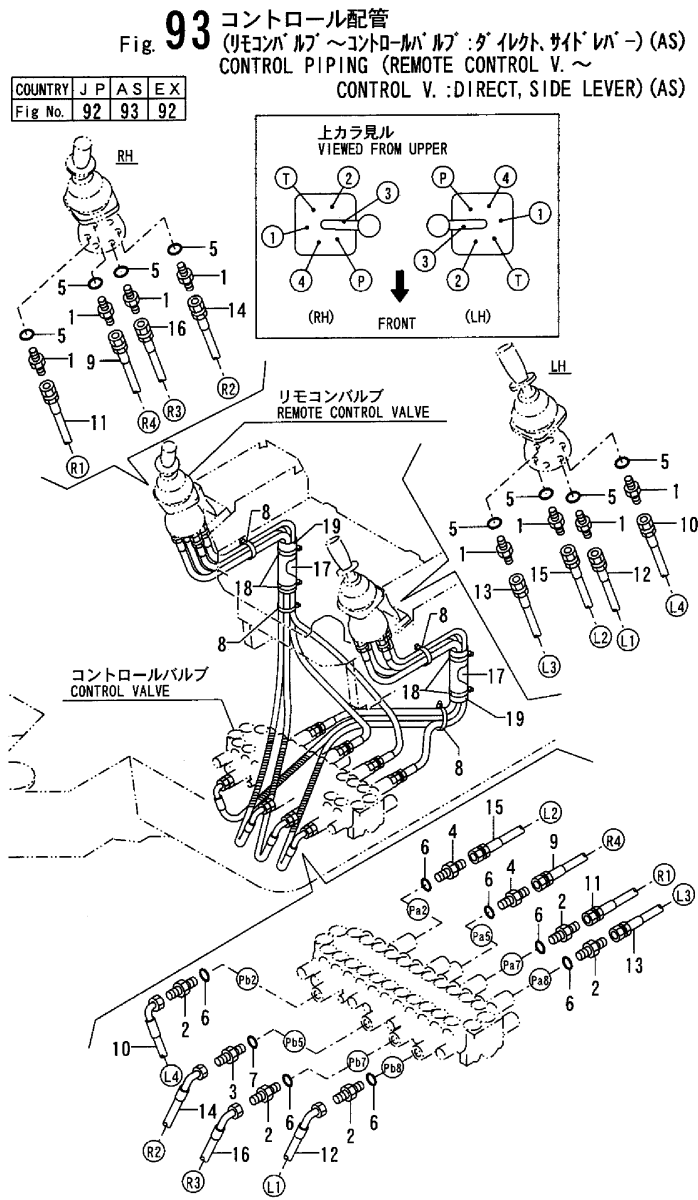 Fig. 93 コントロール配管
(リモコンバルブ ～コントロールバルブ :ダイレクト、サイドレバー) (AS)
CONTROL PIPING (REMOTE CONTROL V. ～
CONTROL V. :DIRECT, SIDE LEVER) (AS)
COUNTRY J P A S E X
Fig No. 92 93 92
上カラ見ル
VIEWED FROM UPPER
T 2 3 1 4 P
(RH)
P 4 1 3 2 T
(LH)
FRONT
RH
5 5 5 5
1 1 1 1
14 16 9 11
R2 R3 R4 R1
リモコンバルブ
REMOTE CONTROL VALVE
LH
5 5 5 5
1 1 1 1
10 12 15 13
L4 L1 L2 L3
8 19 17 18 8
8 17 18 19 8
コントロールバルブ
CONTROL VALVE
15 L2
4 6 Pa2
9 R4
4 6 Pa5
11 R1
2 6 Pa7
13 L3
2 6 Pa8
Pb2 6 2 10 L4
Pb5 7 3 14 R2
Pb7 6 2 16 R3
Pb8 6 2 12 L1